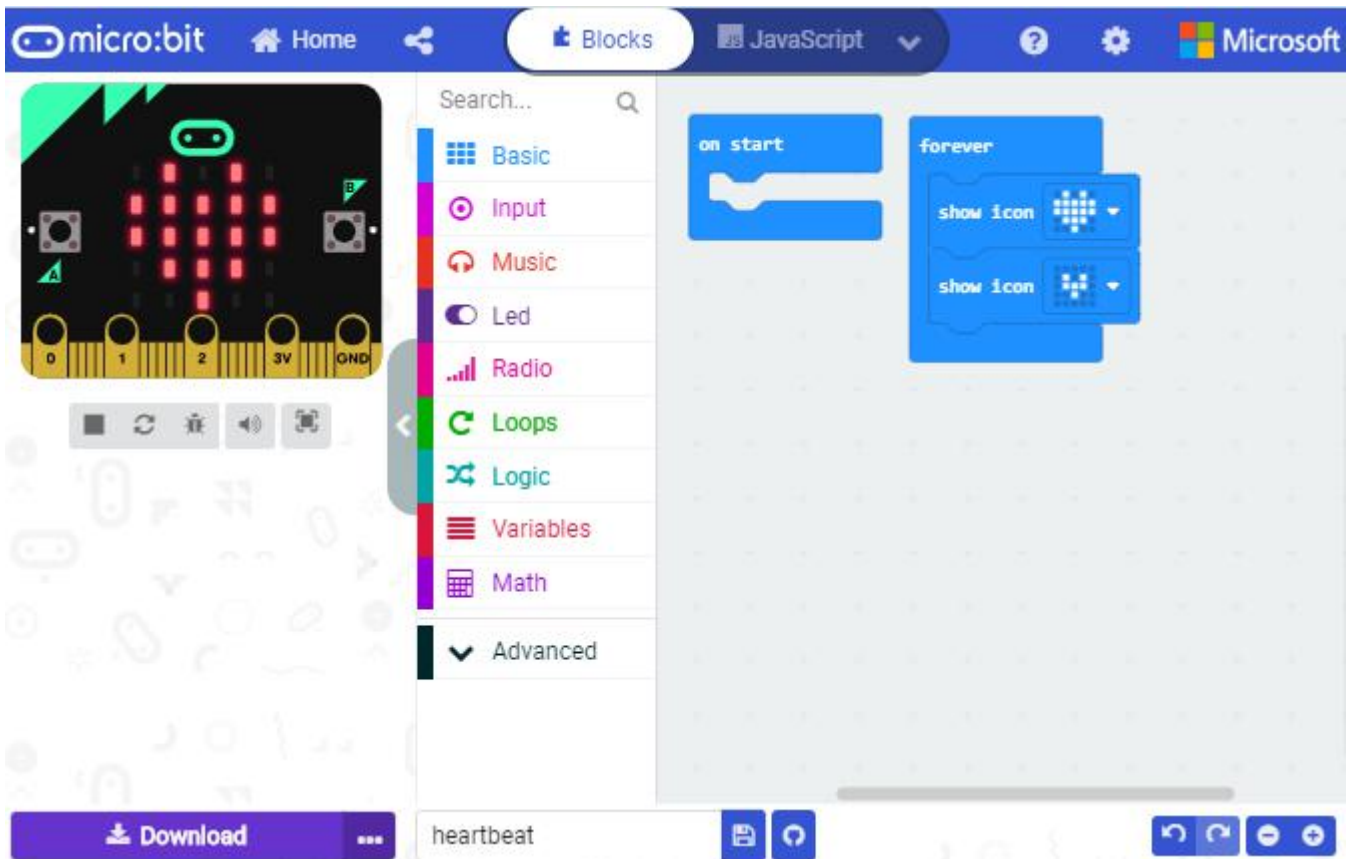 micro:bit Home Blocks JS JavaScript ? Microsoft
B
A
0 1 2 3V GND
Search...
Basic
Input
Music
Led
Radio
Loops
Logic
Variables
Math
Advanced
on start
forever
show icon
show icon
Download ... heartbeat